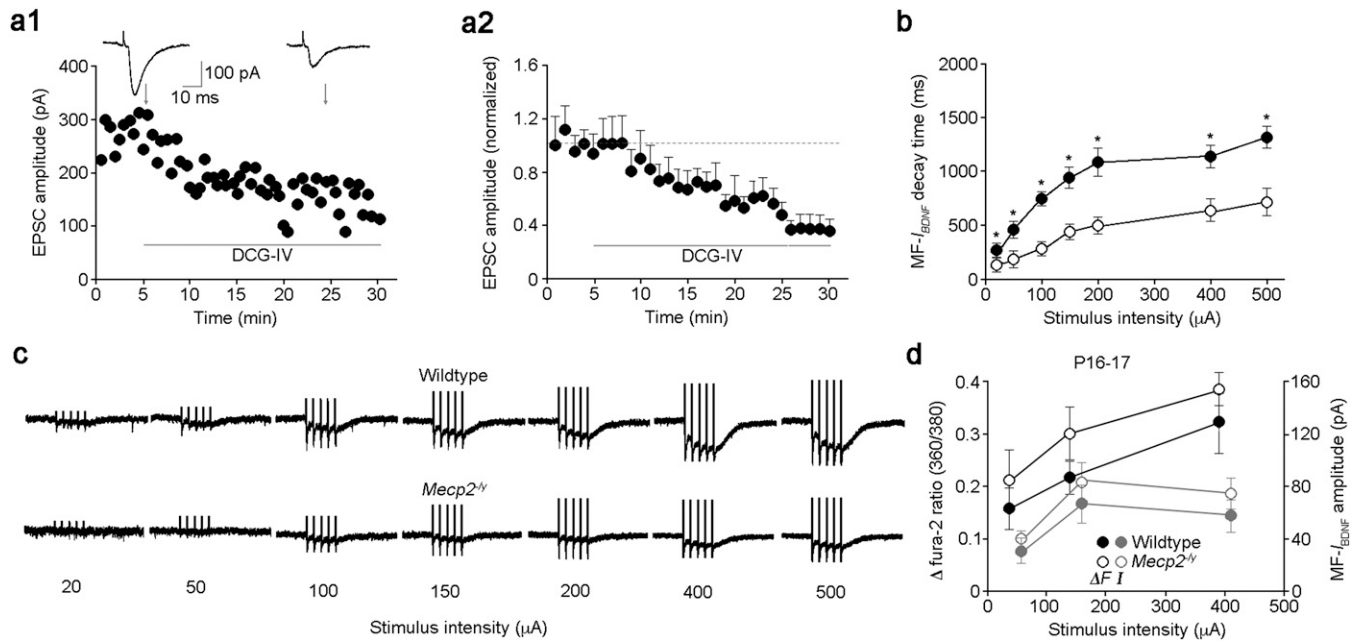 a1
100 pA
10 ms
EPSC amplitude (pA)
400
300
200
100
0
DCG-IV
0 5 10 15 20 25 30
Time (min)
a2
EPSC amplitude (normalized)
1.6
1.2
0.8
0.4
0
DCG-IV
0 5 10 15 20 25 30
Time (min)
b
MF-I_BDNF decay time (ms)
2000
1500
1000
500
0
* * * * * * *
0 100 200 300 400 500
Stimulus intensity (µA)
c
Wildtype
Mecp2-/y
20 50 100 150 200 400 500
Stimulus intensity (µA)
d
P16-17
Δ fura-2 ratio (360/380)
0.4
0.3
0.2
0.1
0
160
120
80
40
0
MF-I_BDNF amplitude (pA)
Wildtype
Mecp2-/y
ΔF I
0 100 200 300 400 500
Stimulus intensity (µA)